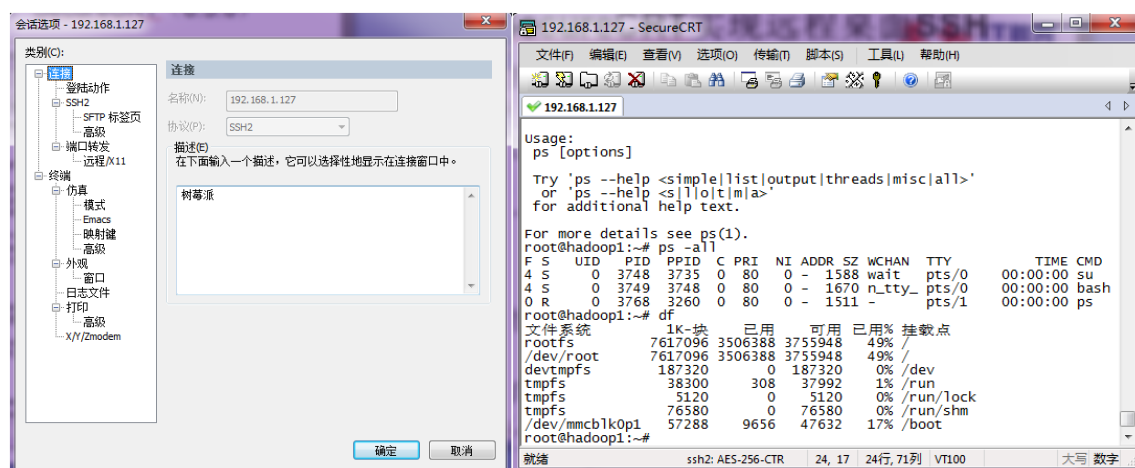 会话选项 - 192.168.1.127
类别(C):
连接
登陆动作
SSH2
SFTP 标签页
高级
端口转发
远程/X11
终端
仿真
模式
Emacs
映射键
高级
外观
窗口
日志文件
打印
高级
X/Y/Zmodem
连接
名称(N): 192.168.1.127
协议(P): SSH2
描述(E)
在下面输入一个描述，它可以选择性地显示在连接窗口中。
树莓派
确定 取消
192.168.1.127 - SecureCRT
文件(F) 编辑(E) 查看(V) 选项(O) 传输(T) 脚本(S) 工具(L) 帮助(H)
192.168.1.127
Usage:
ps [options]
Try 'ps --help <simple|list|output|threads|misc|all>'
or 'ps --help <s|l|o|t|m|a>'
for additional help text.
For more details see ps(1).
root@hadoop1:~# ps -all
F S UID PID PPID C PRI NI ADDR SZ WCHAN TTY TIME CMD
4 S 0 3748 3735 0 80 0 - 1588 wait pts/0 00:00:00 su
4 S 0 3749 3748 0 80 0 - 1670 n_tty_ pts/0 00:00:00 bash
0 R 0 3768 3260 0 80 0 - 1511 - pts/1 00:00:00 ps
root@hadoop1:~# df
文件系统 1K-块 已用 可用 已用% 挂载点
rootfs 7617096 3506388 3755948 49% /
/dev/root 7617096 3506388 3755948 49% /
devtmpfs 187320 0 187320 0% /dev
tmpfs 38300 308 37992 1% /run
tmpfs 5120 0 5120 0% /run/lock
tmpfs 76580 0 76580 0% /run/shm
/dev/mmcblk0p1 57288 9656 47632 17% /boot
root@hadoop1:~#
就绪 ssh2: AES-256-CTR 24, 17 24行, 71列 VT100 大写 数字